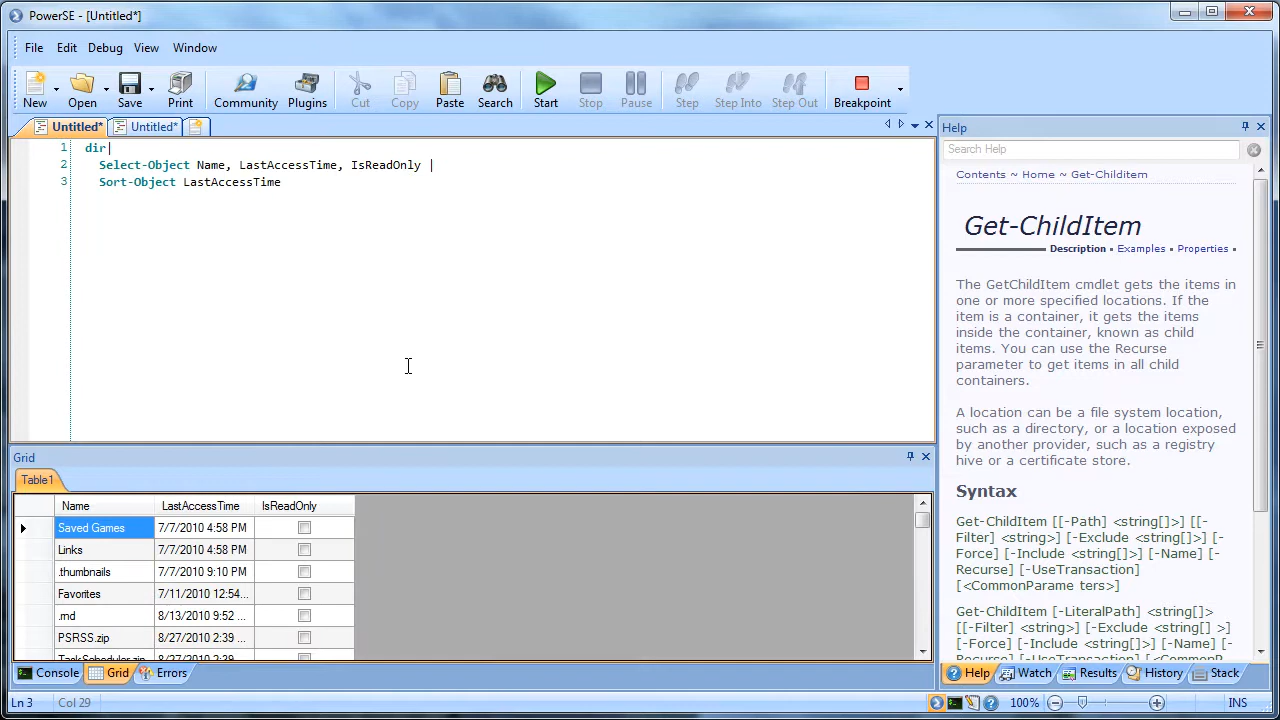 PowerSE - [Untitled*]
File Edit Debug View Window
New Open Save Print Community Plugins Cut Copy Paste Search Start Stop Pause Step Step Into Step Out Breakpoint
Untitled* Untitled*
1 dir|
2 Select-Object Name, LastAccessTime, IsReadOnly |
3 Sort-Object LastAccessTime
Help
Search Help
Contents ~ Home ~ Get-Childitem
Get-ChildItem
Description ▪ Examples ▪ Properties ▪
The GetChildItem cmdlet gets the items in
one or more specified locations. If the
item is a container, it gets the items
inside the container, known as child
items. You can use the Recurse
parameter to get items in all child
containers.
A location can be a file system location,
such as a directory, or a location exposed
by another provider, such as a registry
hive or a certificate store.
Syntax
Get-ChildItem [[-Path] <string[]>] [[-
Filter] <string>] [-Exclude <string[]>] [-
Force] [-Include <string[]>] [-Name] [-
Recurse] [-UseTransaction]
[<CommonParame ters>]
Get-ChildItem [-LiteralPath] <string[]>
[[-Filter] <string>] [-Exclude <string[] >]
[-Force] [-Include <string[]>] [-Name] [-
Recurse] [-UseTransaction] [<CommonP
Grid
Table1
Name LastAccessTime IsReadOnly
Saved Games 7/7/2010 4:58 PM
Links 7/7/2010 4:58 PM
.thumbnails 7/7/2010 9:10 PM
Favorites 7/11/2010 12:54...
.md 8/13/2010 9:52 ...
PSRSS.zip 8/27/2010 2:39 ...
TaskScheduler.zip 8/27/2010 2:39
Console Grid Errors
Help Watch Results History Stack
Ln 3 Col 29 100% INS